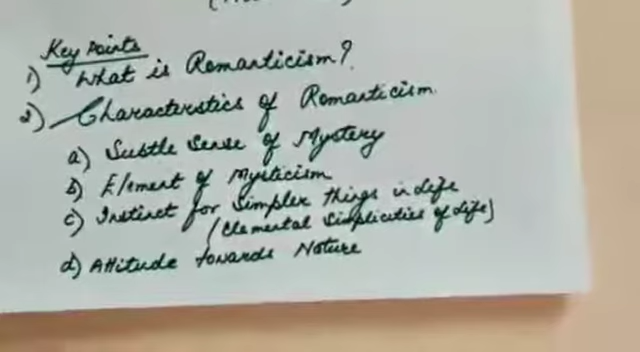 Key Points
1) What is Romanticism?
2) Characteristics of Romanticism
a) Subtle Sense of Mystery
b) Element of Mysticism
c) Instinct for Simpler things in life
(Elemental Simplicities of Life)
d) Attitude towards Nature